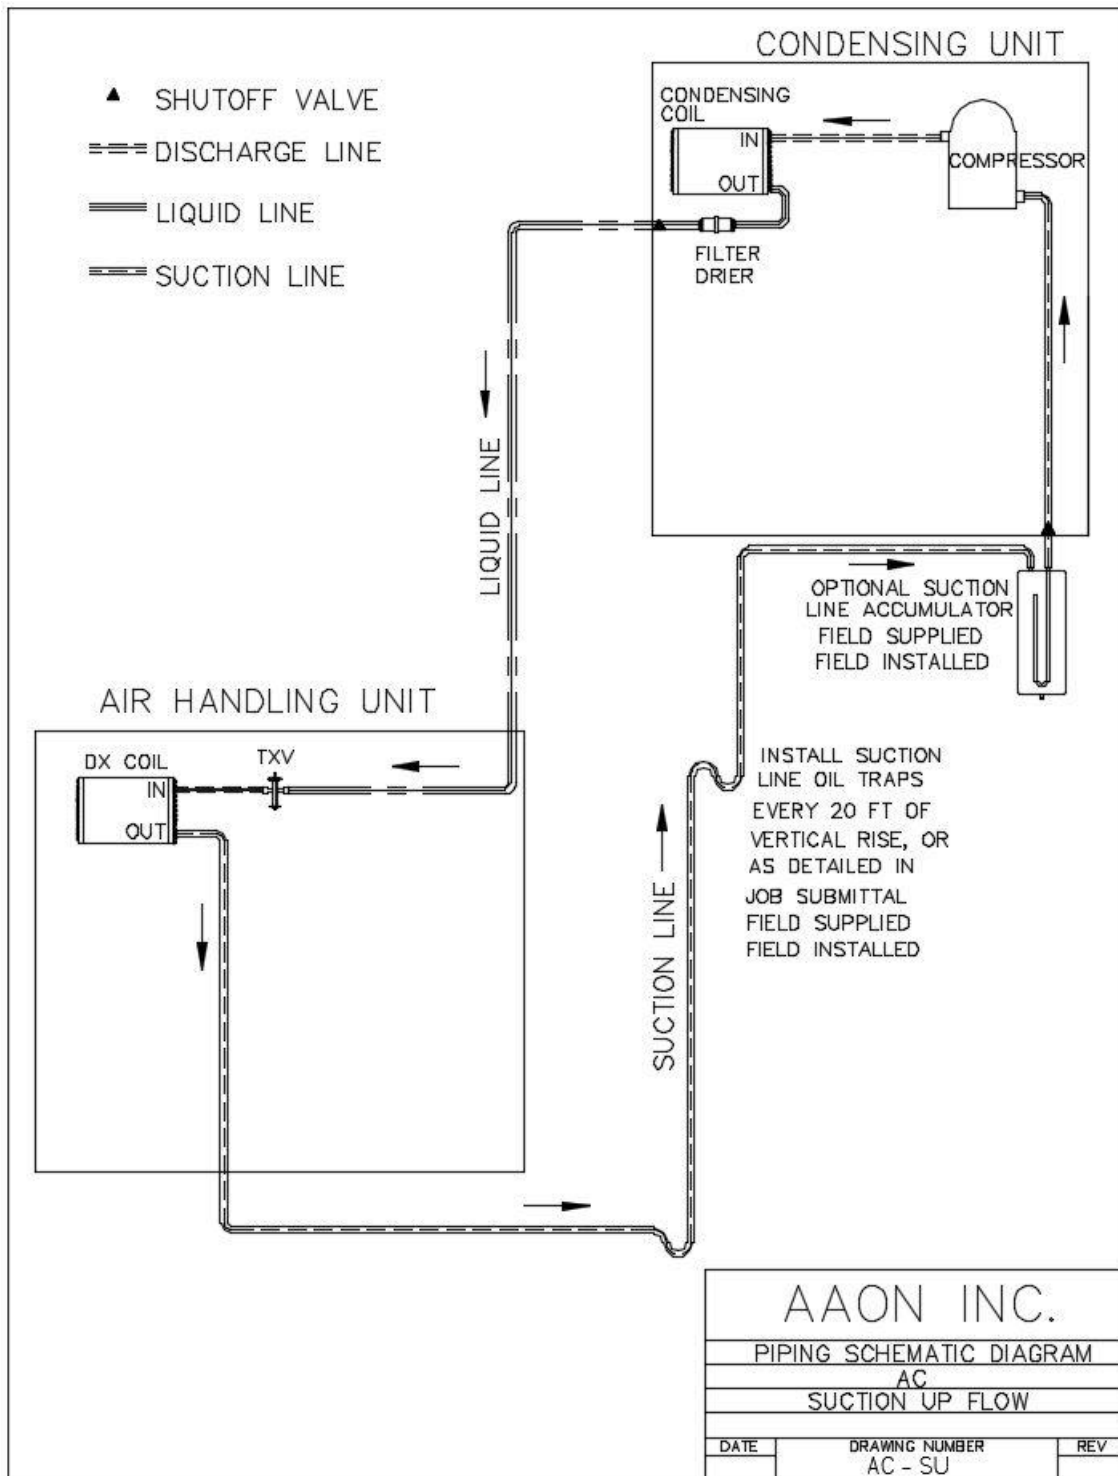 CONDENSING UNIT
SHUTOFF VALVE
DISCHARGE LINE
LIQUID LINE
SUCTION LINE
CONDENSING
COIL
IN
OUT
COMPRESSOR
FILTER
DRIER
LIQUID LINE
OPTIONAL SUCTION
LINE ACCUMULATOR
FIELD SUPPLIED
FIELD INSTALLED
AIR HANDLING UNIT
DX COIL
IN
OUT
TXV
INSTALL SUCTION
LINE OIL TRAPS
EVERY 20 FT OF
VERTICAL RISE, OR
AS DETAILED IN
JOB SUBMITTAL
FIELD SUPPLIED
FIELD INSTALLED
SUCTION LINE
AAON INC.
PIPING SCHEMATIC DIAGRAM
AC
SUCTION UP FLOW
DATE
DRAWING NUMBER
REV
AC - SU